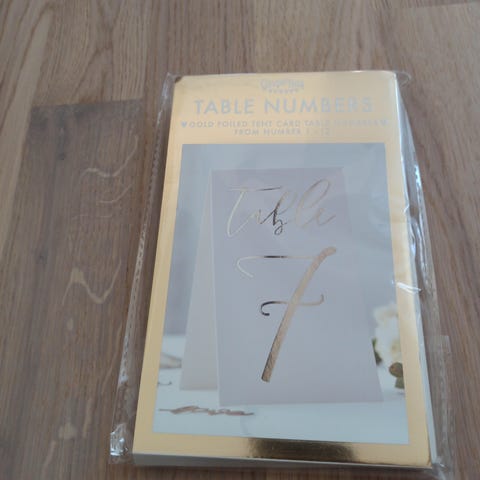 TABLE NUMBERS
GOLD FOILED TENT CARD TABLE NUMBERS
FROM NUMBER 1 - 12
Table
7